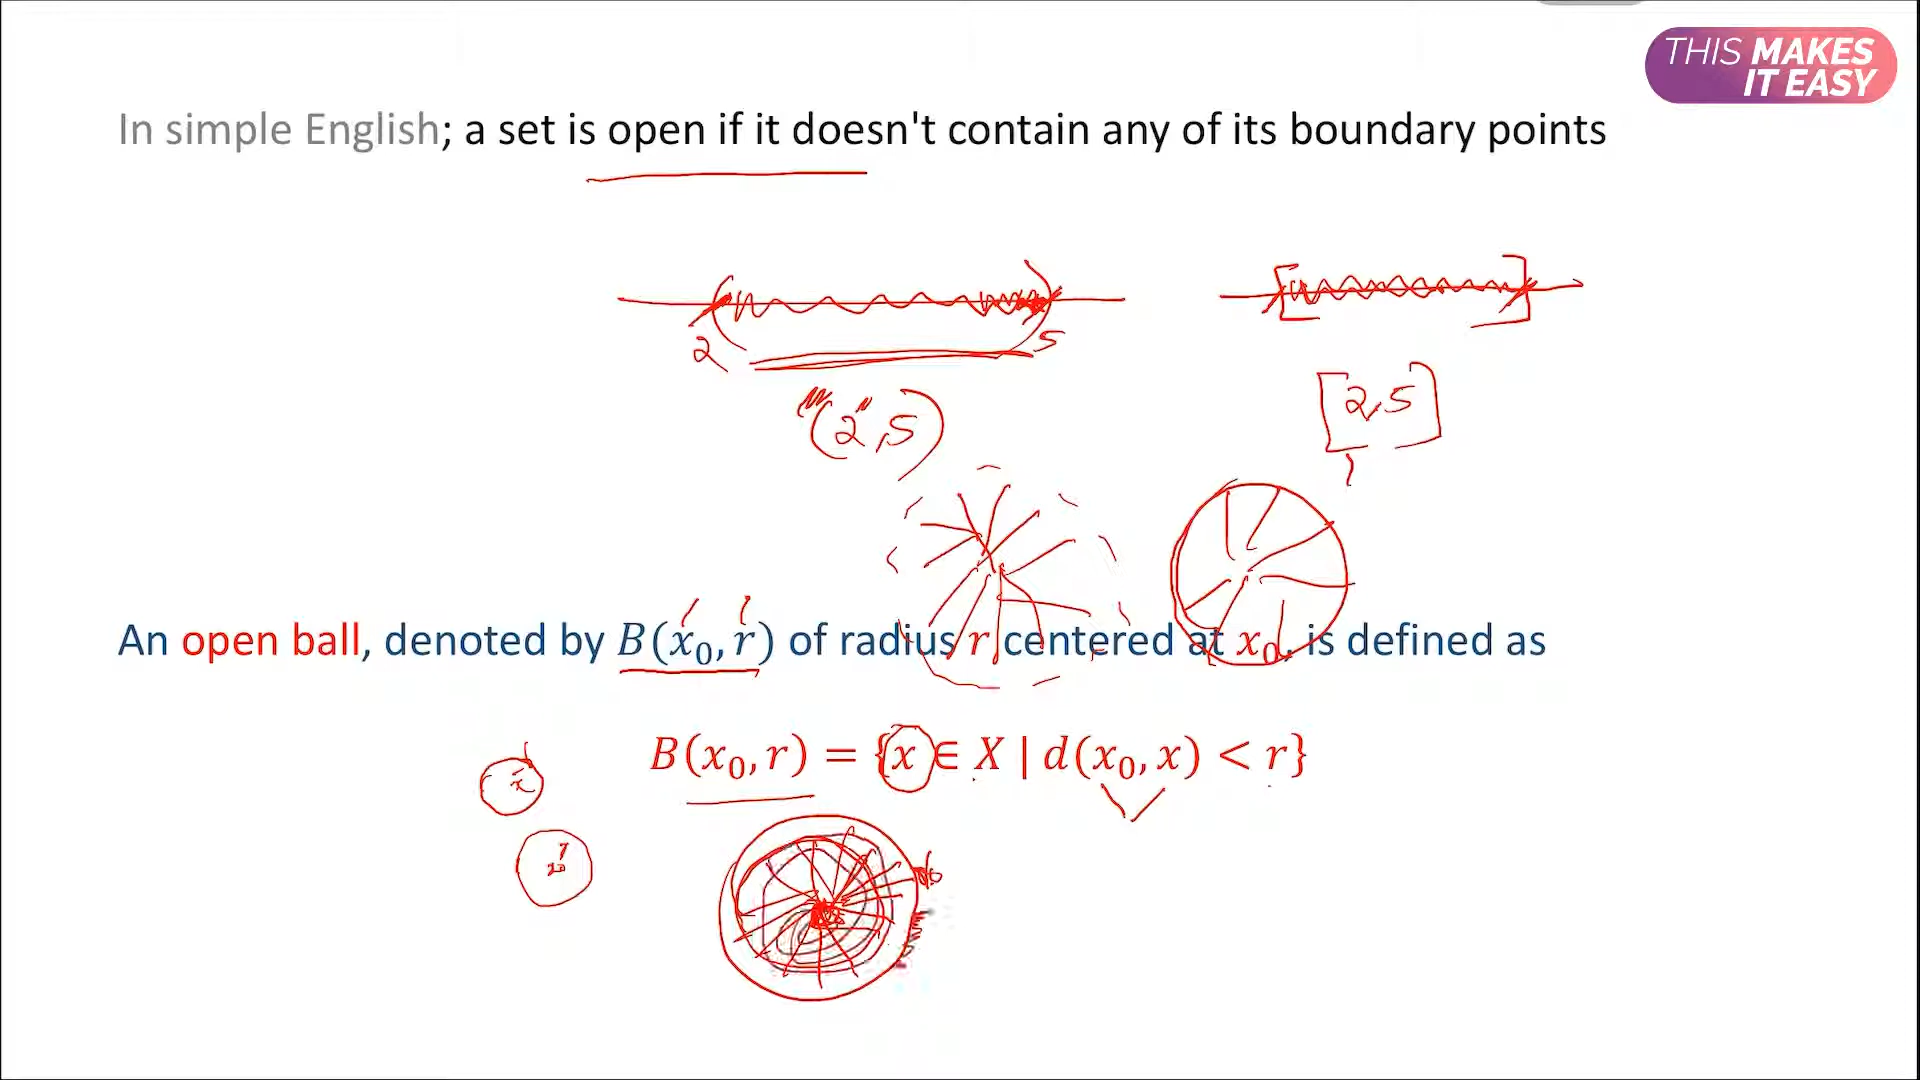 THIS MAKES
IT EASY
In simple English; a set is open if it doesn't contain any of its boundary points
2 5
(2,5)
[2,5]
An open ball, denoted by B(x₀, r) of radius r centered at x₀, is defined as
B(x₀, r) = {x ∈ X | d(x₀, x) < r}
x